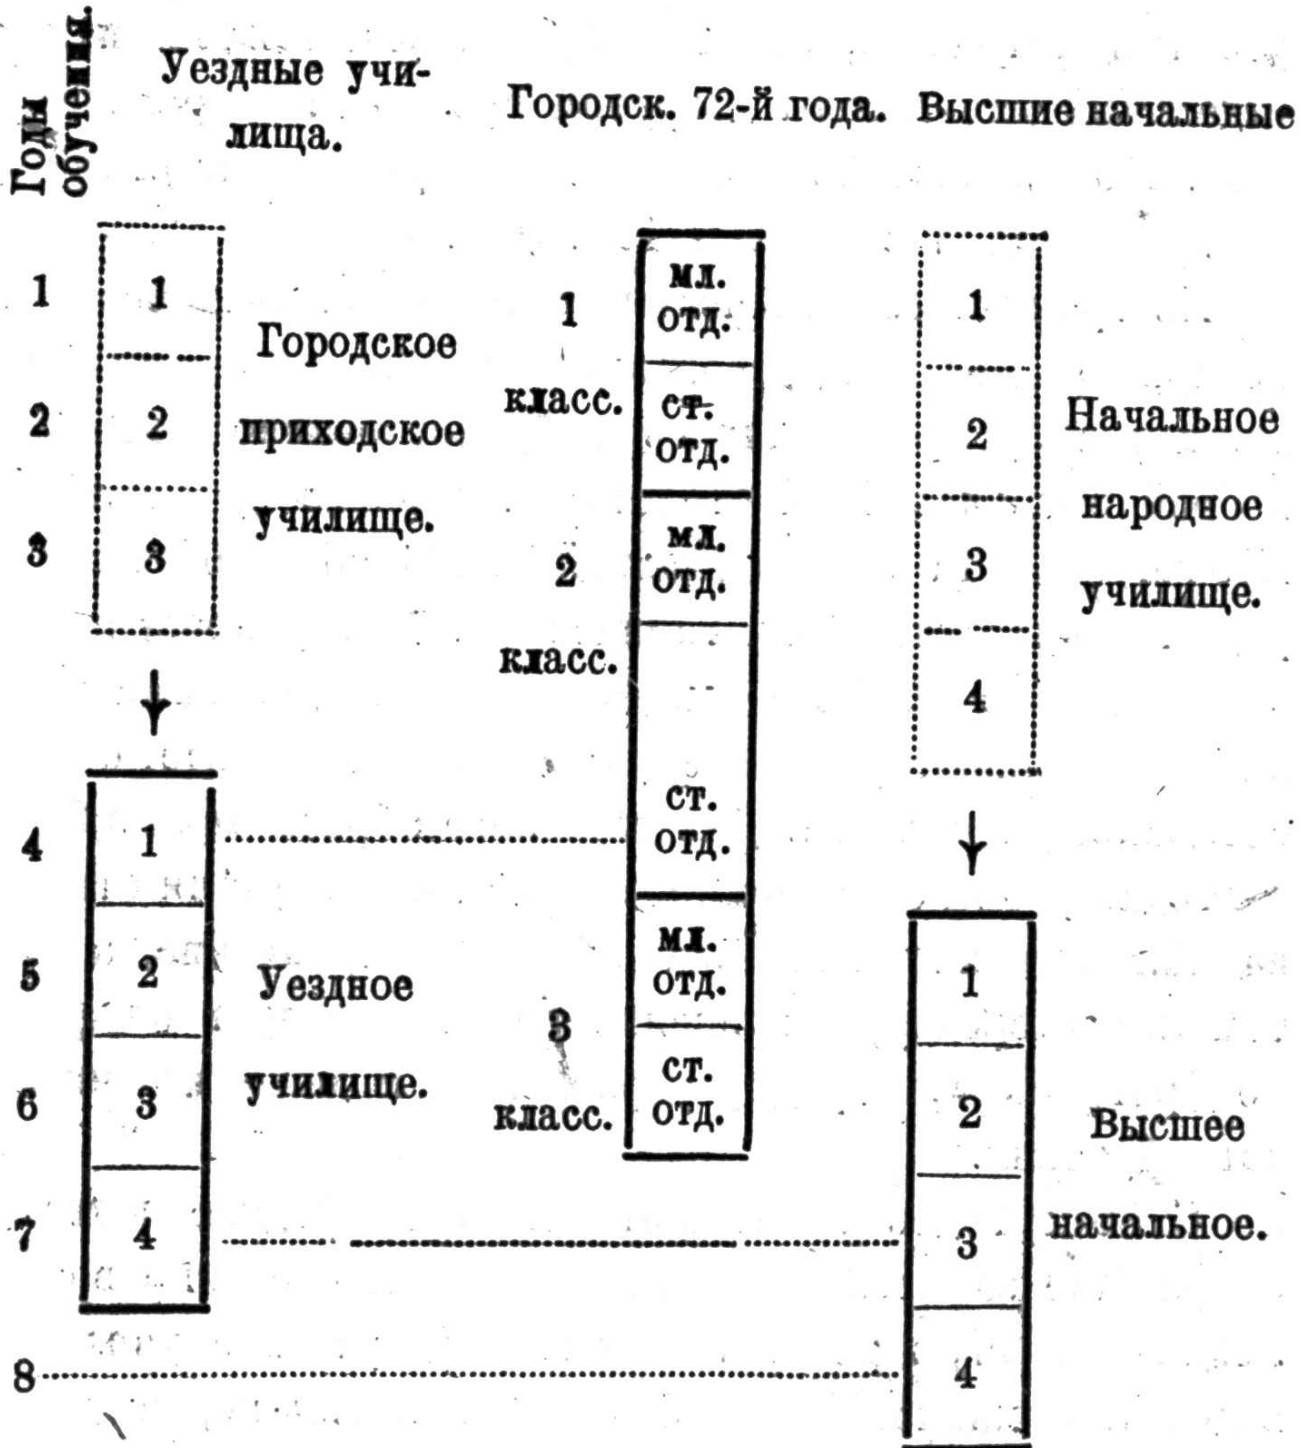 Годы
обучения.
Уездные учи-
лища.
Городск. 72-й года.
Высшие начальные
1
2
3
4
5
6
7
8
1
2
3
Городское
приходское
училище.
1
2
3
4
Уездное
училище.
1
класс.
2
класс.
3
класс.
мл.
отд.
ст.
отд.
мл.
отд.
ст.
отд.
мл.
отд.
ст.
отд.
1
2
3
4
Начальное
народное
училище.
1
2
3
4
Высшее
начальное.